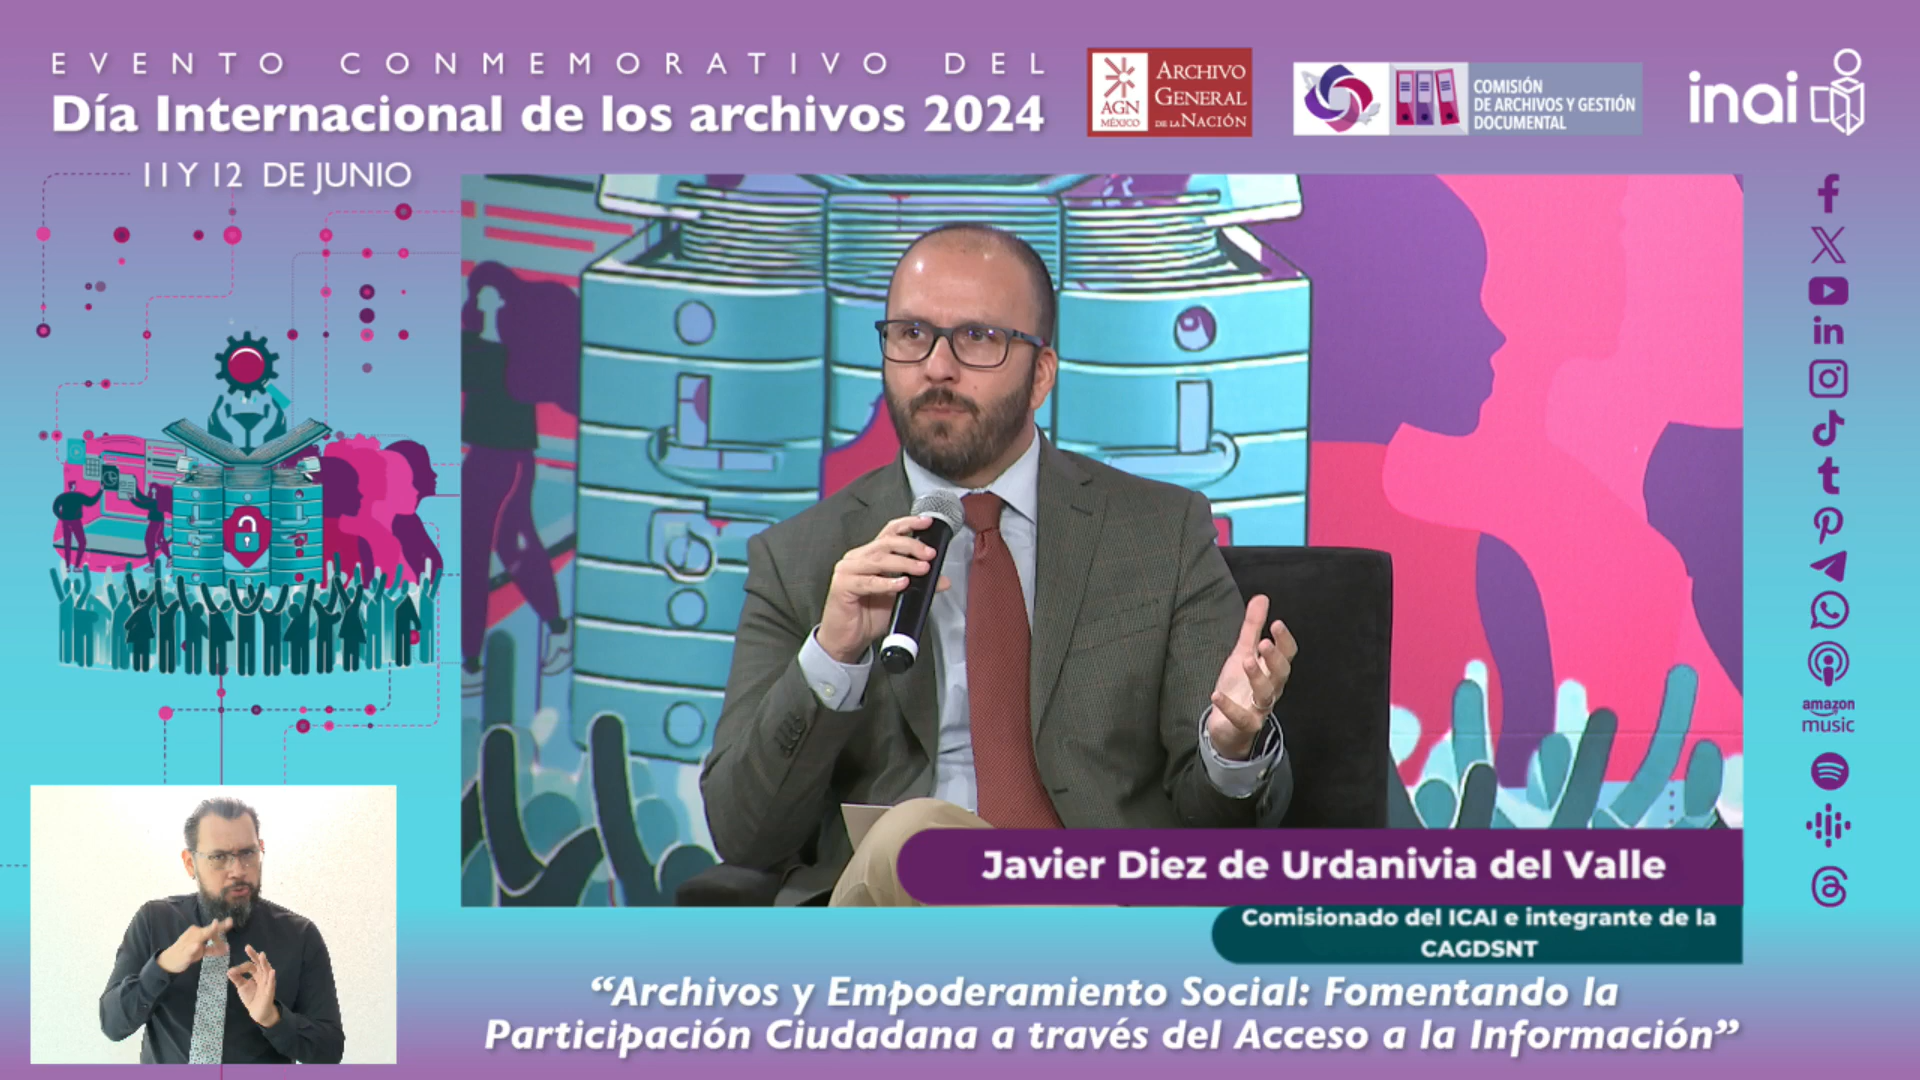 EVENTO CONMEMORATIVO DEL
Día Internacional de los archivos 2024
11 Y 12 DE JUNIO
AGN
MÉXICO
ARCHIVO
GENERAL
DE LA NACIÓN
COMISIÓN
DE ARCHIVOS Y GESTIÓN
DOCUMENTAL
inai
amazon
music
Javier Diez de Urdanivia del Valle
Comisionado del ICAI e integrante de la
CAGDSNT
“Archivos y Empoderamiento Social: Fomentando la
Participación Ciudadana a través del Acceso a la Información”